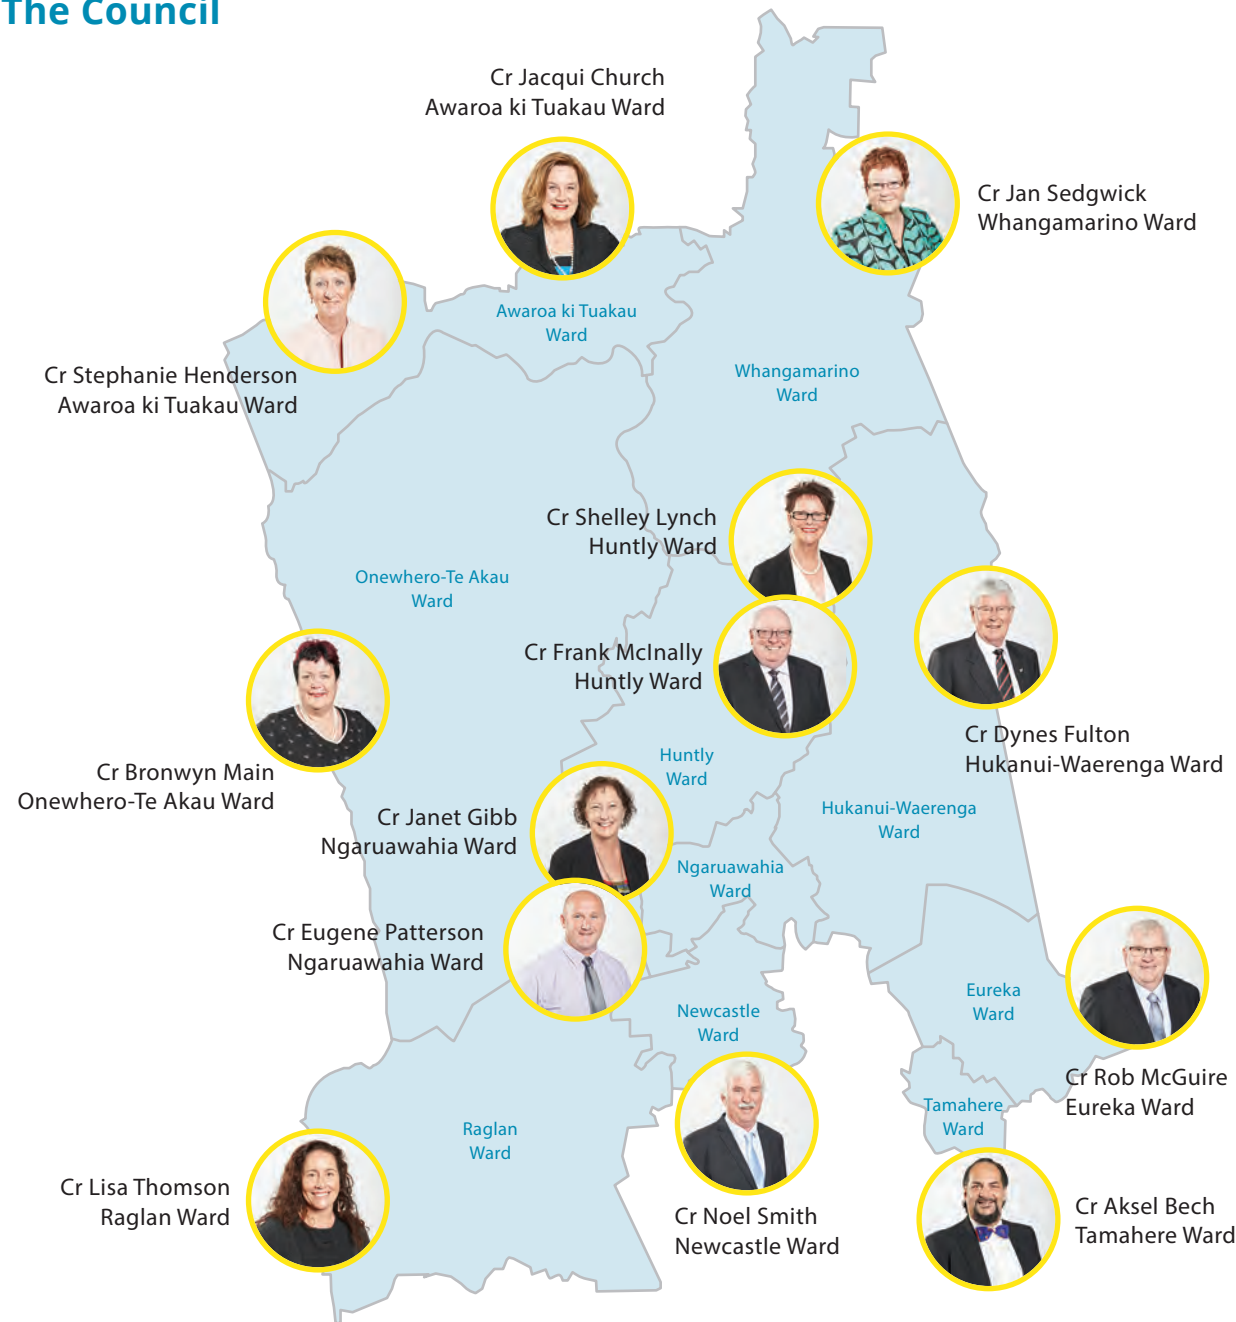 The Council
Cr Jacqui Church
Awaroa ki Tuakau Ward
Cr Jan Sedgwick
Whangamarino Ward
Awaroa ki Tuakau
Ward
Cr Stephanie Henderson
Awaroa ki Tuakau Ward
Whangamarino
Ward
Cr Shelley Lynch
Huntly Ward
Onewhero-Te Akau
Ward
Cr Frank McInally
Huntly Ward
Cr Dynes Fulton
Hukanui-Waerenga Ward
Huntly
Ward
Cr Bronwyn Main
Onewhero-Te Akau Ward
Hukanui-Waerenga
Ward
Cr Janet Gibb
Ngaruawahia Ward
Ngaruawahia
Ward
Cr Eugene Patterson
Ngaruawahia Ward
Eureka
Ward
Newcastle
Ward
Cr Rob McGuire
Eureka Ward
Tamahere
Ward
Raglan
Ward
Cr Lisa Thomson
Raglan Ward
Cr Noel Smith
Newcastle Ward
Cr Aksel Bech
Tamahere Ward